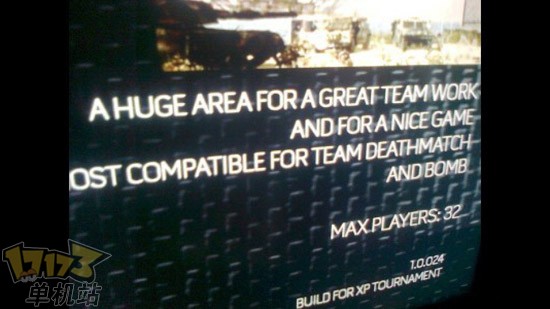 A HUGE AREA FOR A GREAT TEAM WORK
AND FOR A NICE GAME
OST COMPATIBLE FOR TEAM DEATHMATCH
AND BOMB
MAX PLAYERS: 32
1.0.024
BUILD FOR XP TOURNAMENT
17173
单机站